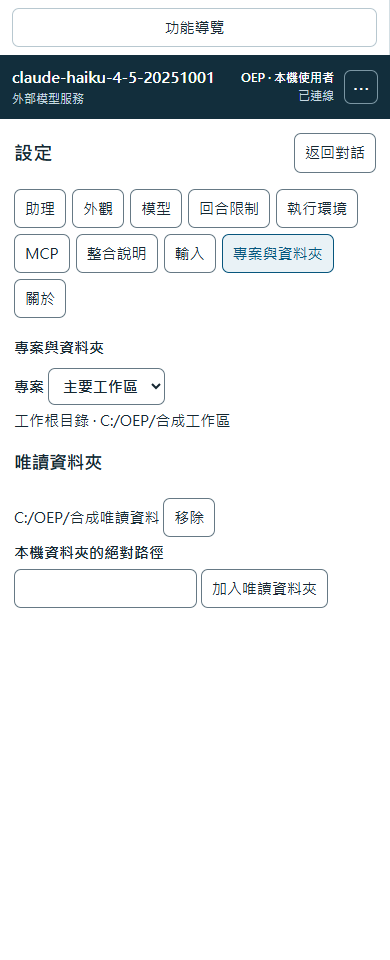 功能導覽
claude-haiku-4-5-20251001
OEP · 本機使用者
外部模型服務
已連線
...
設定
返回對話
助理 外觀 模型 回合限制 執行環境
MCP 整合說明 輸入 專案與資料夾
關於
專案與資料夾
專案 主要工作區
工作根目錄 · C:/OEP/合成工作區
唯讀資料夾
C:/OEP/合成唯讀資料 移除
本機資料夾的絕對路徑
加入唯讀資料夾